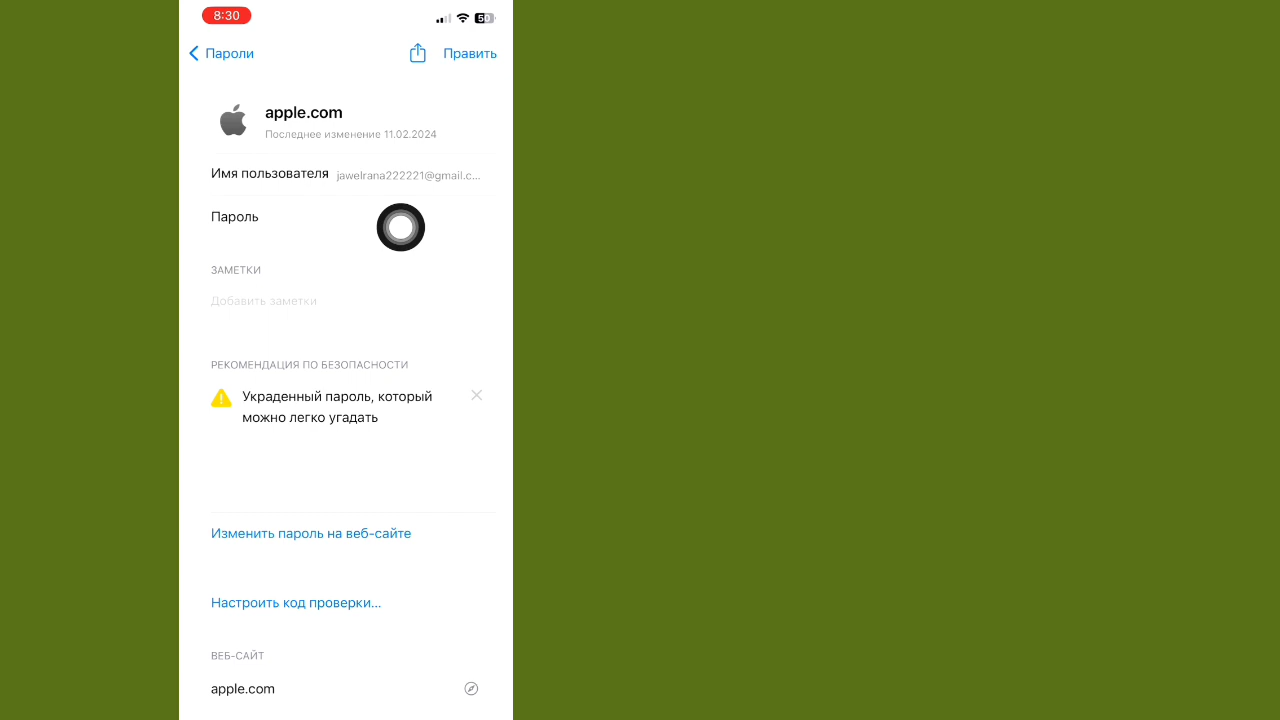 8:30
50
Пароли
Править
apple.com
Последнее изменение 11.02.2024
Имя пользователя jawelrana222221@gmail.c...
Пароль
ЗАМЕТКИ
Добавить заметки
РЕКОМЕНДАЦИЯ ПО БЕЗОПАСНОСТИ
Украденный пароль, который
можно легко угадать
Изменить пароль на веб-сайте
Настроить код проверки...
ВЕБ-САЙТ
apple.com